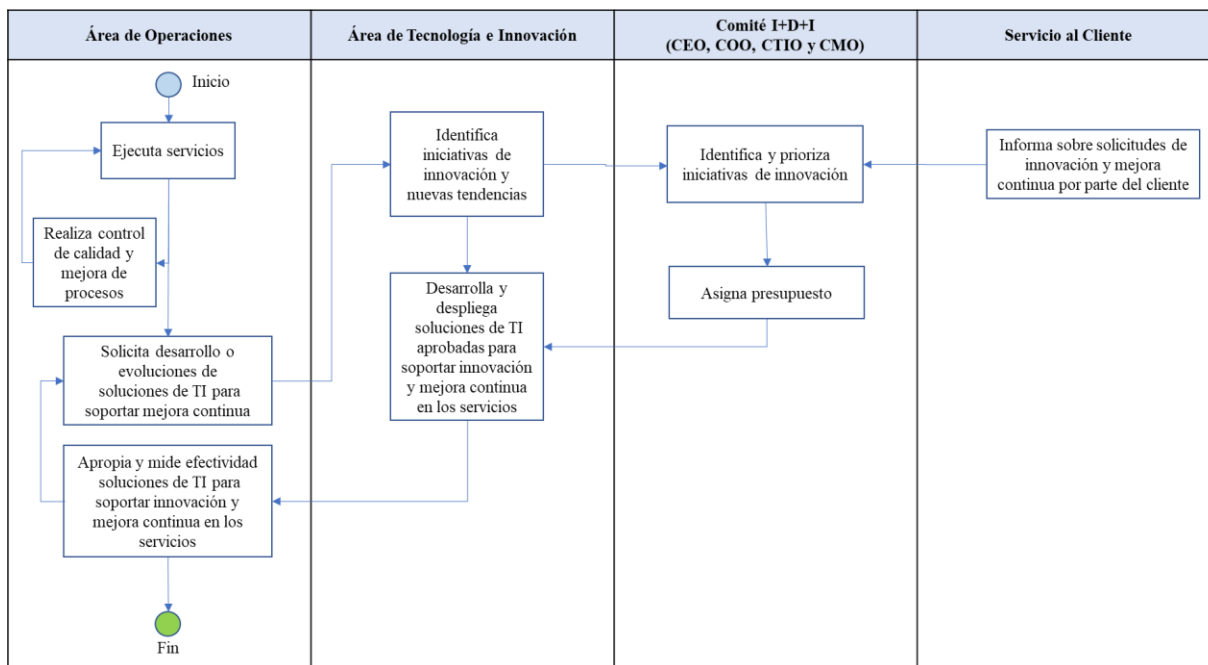 Área de Operaciones
Área de Tecnología e Innovación
Comité I+D+I
(CEO, COO, CTIO y CMO)
Servicio al Cliente
Inicio
Ejecuta servicios
Realiza control
de calidad y
mejora de
procesos
Solicita desarrollo o
evoluciones de
soluciones de TI para
soportar mejora continua
Apropia y mide efectividad
soluciones de TI para
soportar innovación y
mejora continua en los
servicios
Fin
Identifica
iniciativas de
innovación y
nuevas tendencias
Desarrolla y
despliega
soluciones de TI
aprobadas para
soportar innovación
y mejora continua
en los servicios
Identifica y prioriza
iniciativas de innovación
Asigna presupuesto
Informa sobre solicitudes de
innovación y mejora
continua por parte del cliente